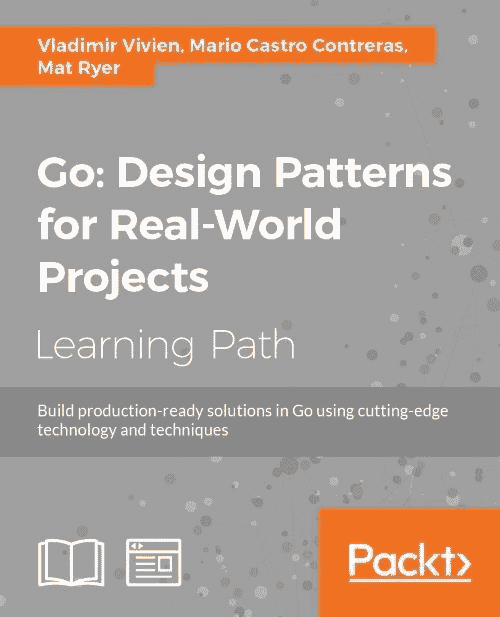 Vladimir Vivien, Mario Castro Contreras,
Mat Ryer
Go: Design Patterns
for Real-World
Projects
Learning Path
Build production-ready solutions in Go using cutting-edge
technology and techniques
Packt>